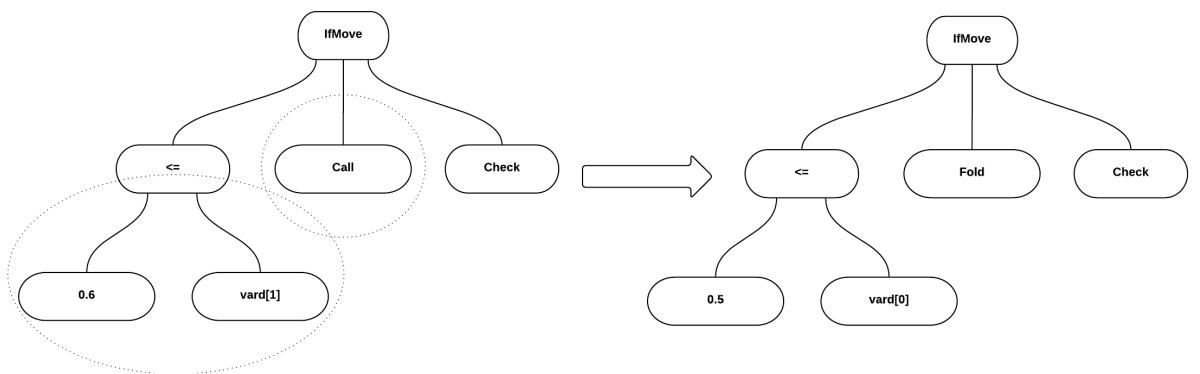 IfMove
<=
Call
Check
0.6
vard[1]
IfMove
<=
Fold
Check
0.5
vard[0]